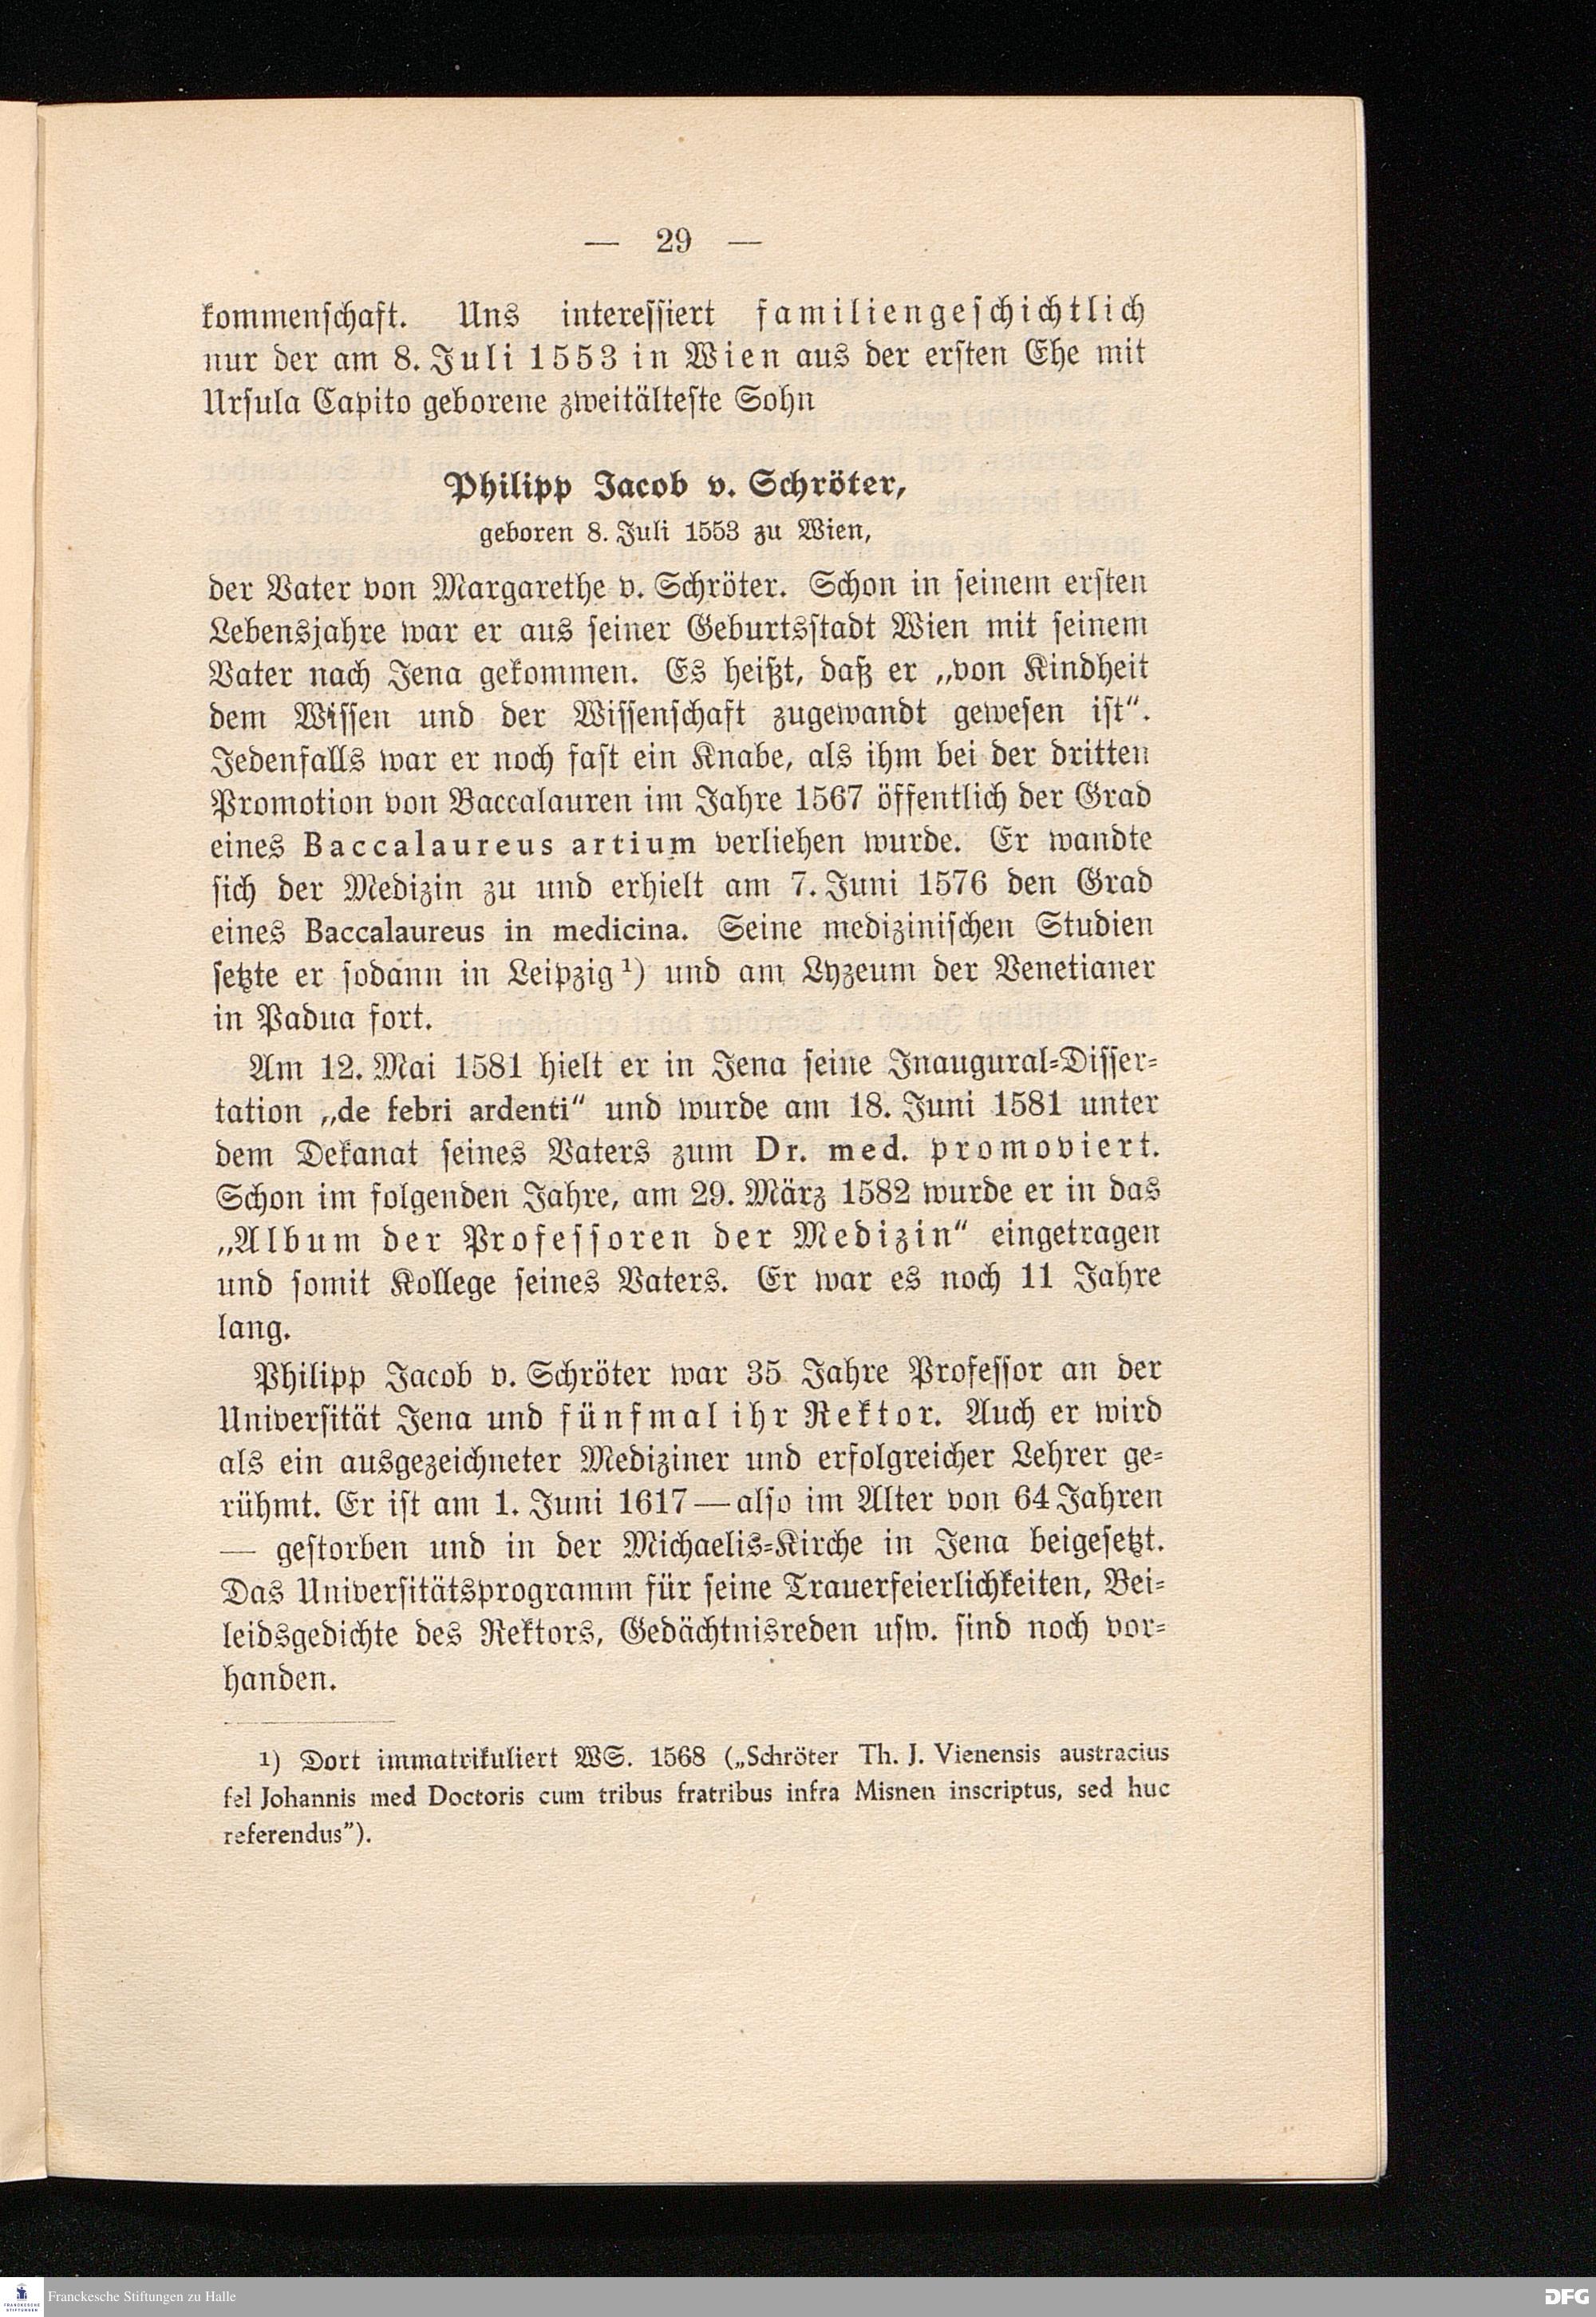 — 29 —
kommenschaft. Uns interessiert familiengeschichtlich
nur der am 8. Juli 1553 in Wien aus der ersten Ehe mit
Ursula Capito geborene zweitälteste Sohn
Philipp Jacob v. Schröter,
geboren 8. Juli 1553 zu Wien,
der Vater von Margarethe v. Schröter. Schon in seinem ersten
Lebensjahre war er aus seiner Geburtsstadt Wien mit seinem
Vater nach Jena gekommen. Es heißt, daß er „von Kindheit
dem Wissen und der Wissenschaft zugewandt gewesen ist“.
Jedenfalls war er noch fast ein Knabe, als ihm bei der dritten
Promotion von Baccalauren im Jahre 1567 öffentlich der Grad
eines Baccalaureus artium verliehen wurde. Er wandte
sich der Medizin zu und erhielt am 7. Juni 1576 den Grad
eines Baccalaureus in medicina. Seine medizinischen Studien
setzte er sodann in Leipzig ¹) und am Lyzeum der Venetianer
in Padua fort.
Am 12. Mai 1581 hielt er in Jena seine Inaugural-Disser-
tation „de febri ardenti“ und wurde am 18. Juni 1581 unter
dem Dekanat seines Vaters zum Dr. med. promoviert.
Schon im folgenden Jahre, am 29. März 1582 wurde er in das
„Album der Professoren der Medizin“ eingetragen
und somit Kollege seines Vaters. Er war es noch 11 Jahre
lang.
Philipp Jacob v. Schröter war 35 Jahre Professor an der
Universität Jena und fünfmal ihr Rektor. Auch er wird
als ein ausgezeichneter Mediziner und erfolgreicher Lehrer ge-
rühmt. Er ist am 1. Juni 1617 — also im Alter von 64 Jahren
— gestorben und in der Michaelis-Kirche in Jena beigesetzt.
Das Universitätsprogramm für seine Trauerfeierlichkeiten, Bei-
leidsgedichte des Rektors, Gedächtnisreden usw. sind noch vor-
handen.
¹) Dort immatrikuliert WS. 1568 („Schröter Th. J. Vienensis austracius
fel Johannis med Doctoris cum tribus fratribus infra Misnen inscriptus, sed huc
referendus”).
FRANCKESCHE STIFTUNGEN
Franckesche Stiftungen zu Halle
DFG